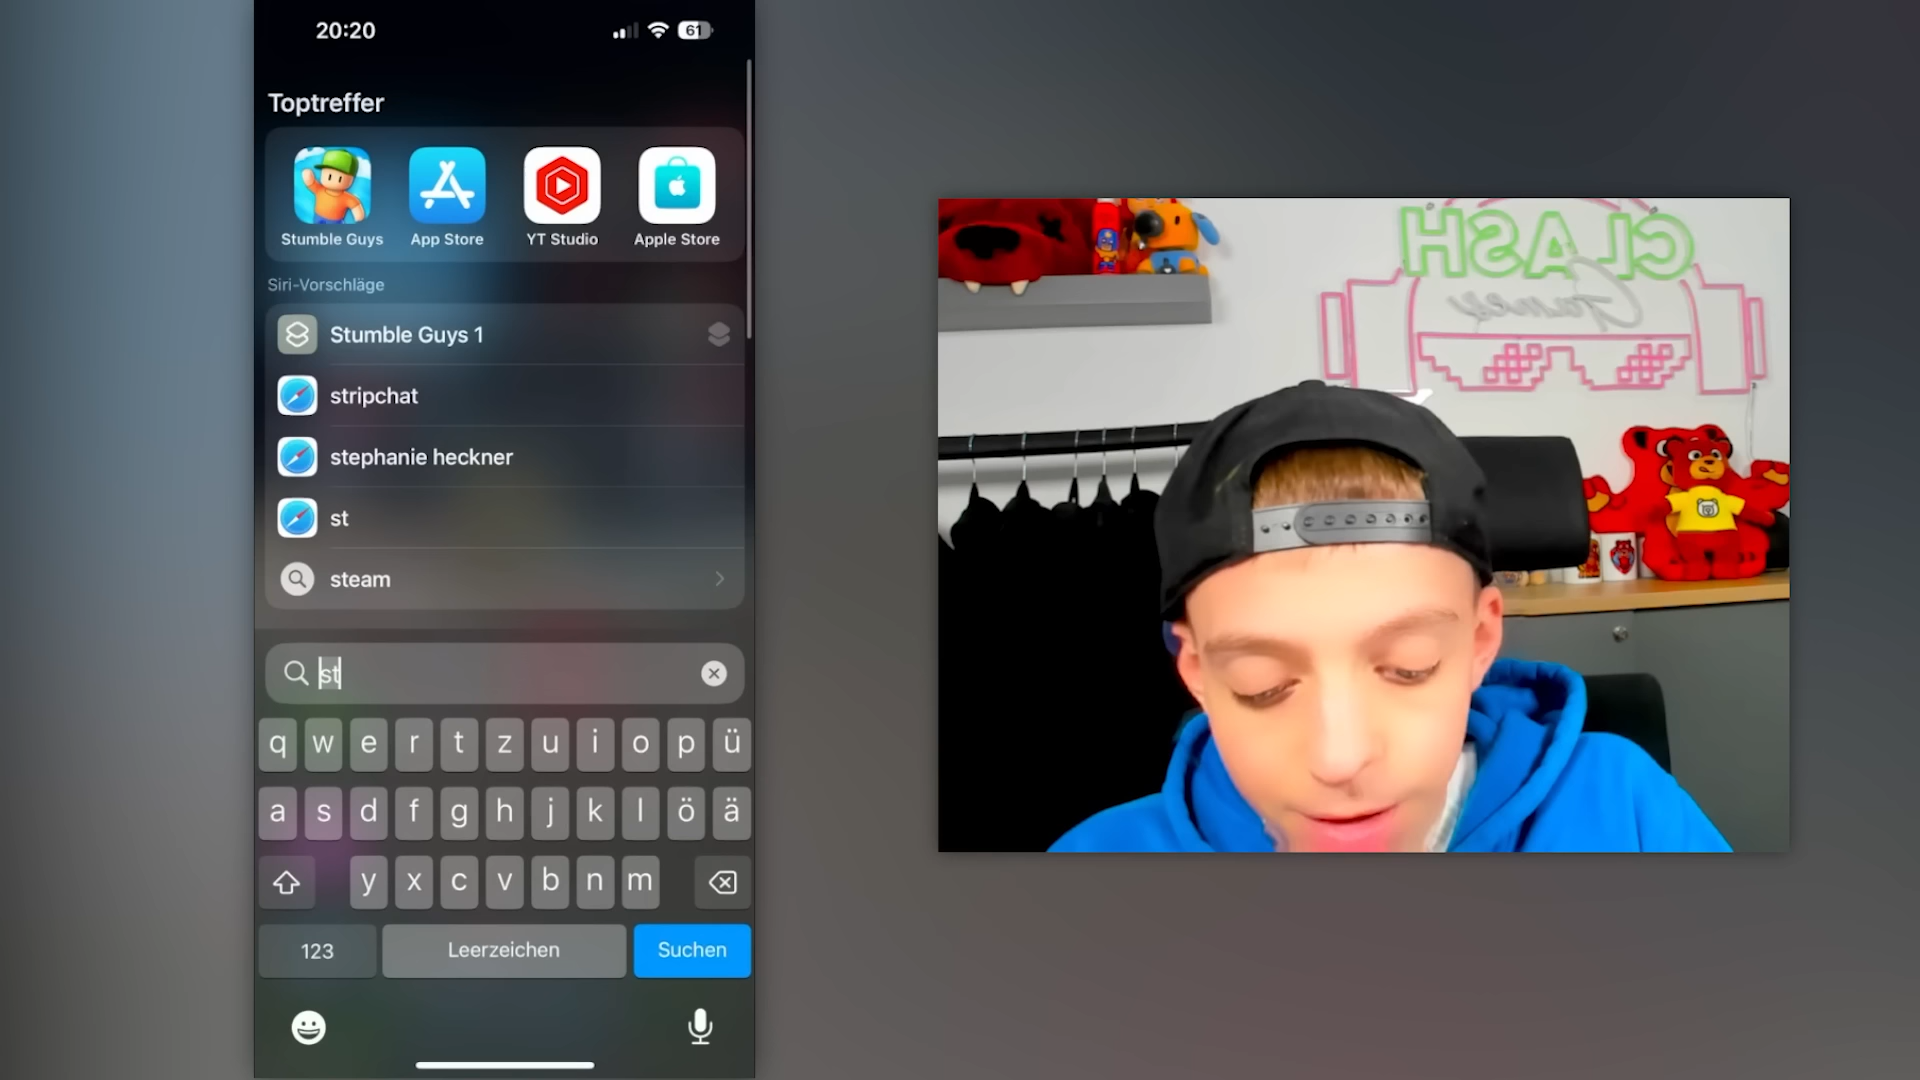 20:20
61
Toptreffer
Stumble Guys
App Store
YT Studio
Apple Store
Siri-Vorschläge
Stumble Guys 1
stripchat
stephanie heckner
st
steam
st
q w e r t z u i o p ü
a s d f g h j k l ö ä
y x c v b n m
123
Leerzeichen
Suchen
CLASH
Games